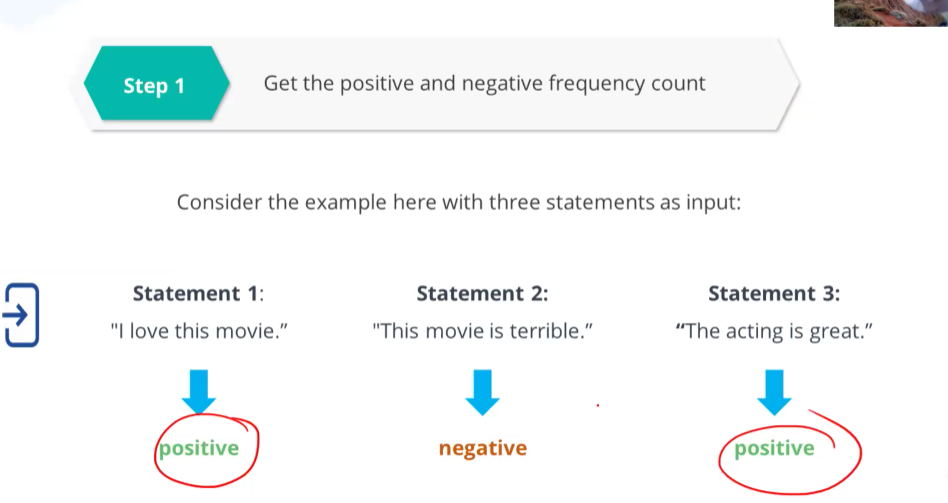 Step 1
Get the positive and negative frequency count
Consider the example here with three statements as input:
Statement 1:
"I love this movie.”
positive
Statement 2:
"This movie is terrible.”
negative
Statement 3:
“The acting is great.”
positive